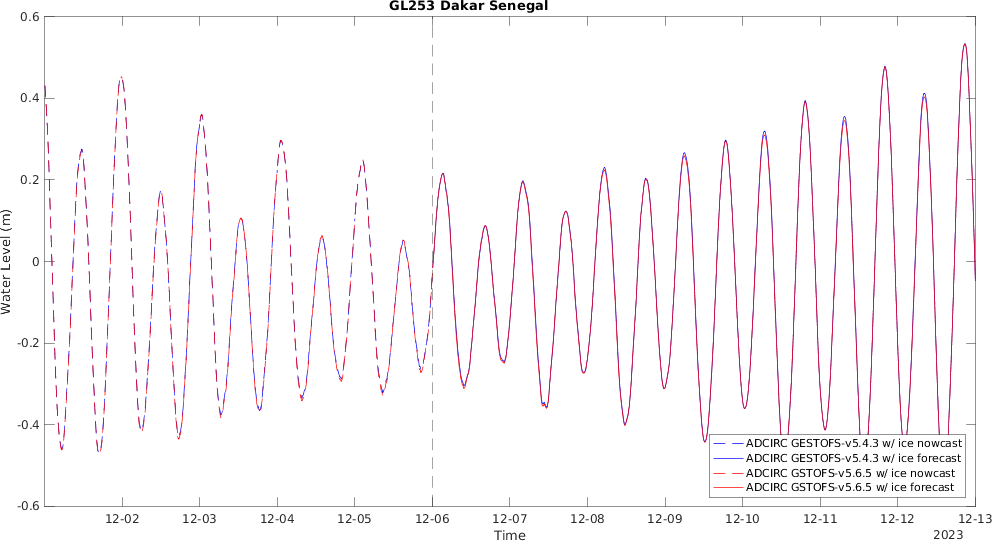 GL253 Dakar Senegal
0.6
0.4
0.2
0
-0.2
-0.4
-0.6
Water Level (m)
ADCIRC GESTOFS-v5.4.3 w/ ice nowcast
ADCIRC GESTOFS-v5.4.3 w/ ice forecast
ADCIRC GSTOFS-v5.6.5 w/ ice nowcast
ADCIRC GSTOFS-v5.6.5 w/ ice forecast
12-02 12-03 12-04 12-05 12-06 12-07 12-08 12-09 12-10 12-11 12-12 12-13
Time
2023